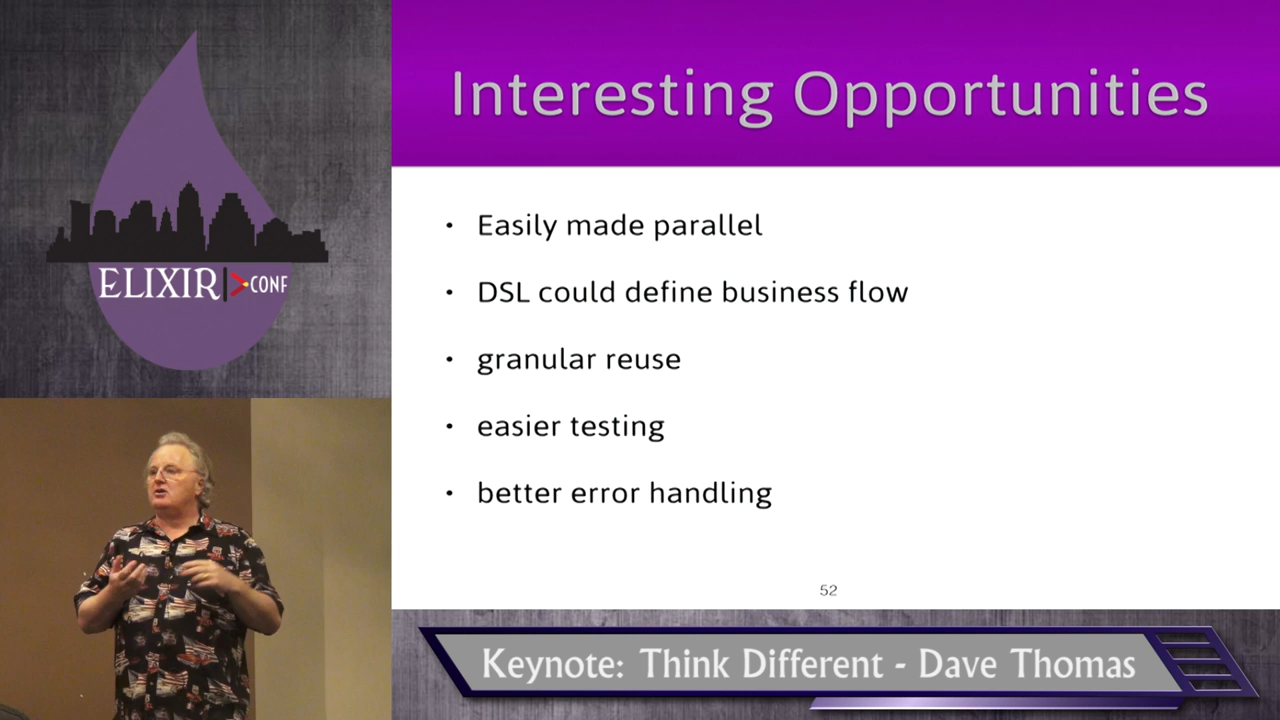 Interesting Opportunities
ELIXIR|>CONF
• Easily made parallel
• DSL could define business flow
• granular reuse
• easier testing
• better error handling
52
Keynote: Think Different - Dave Thomas